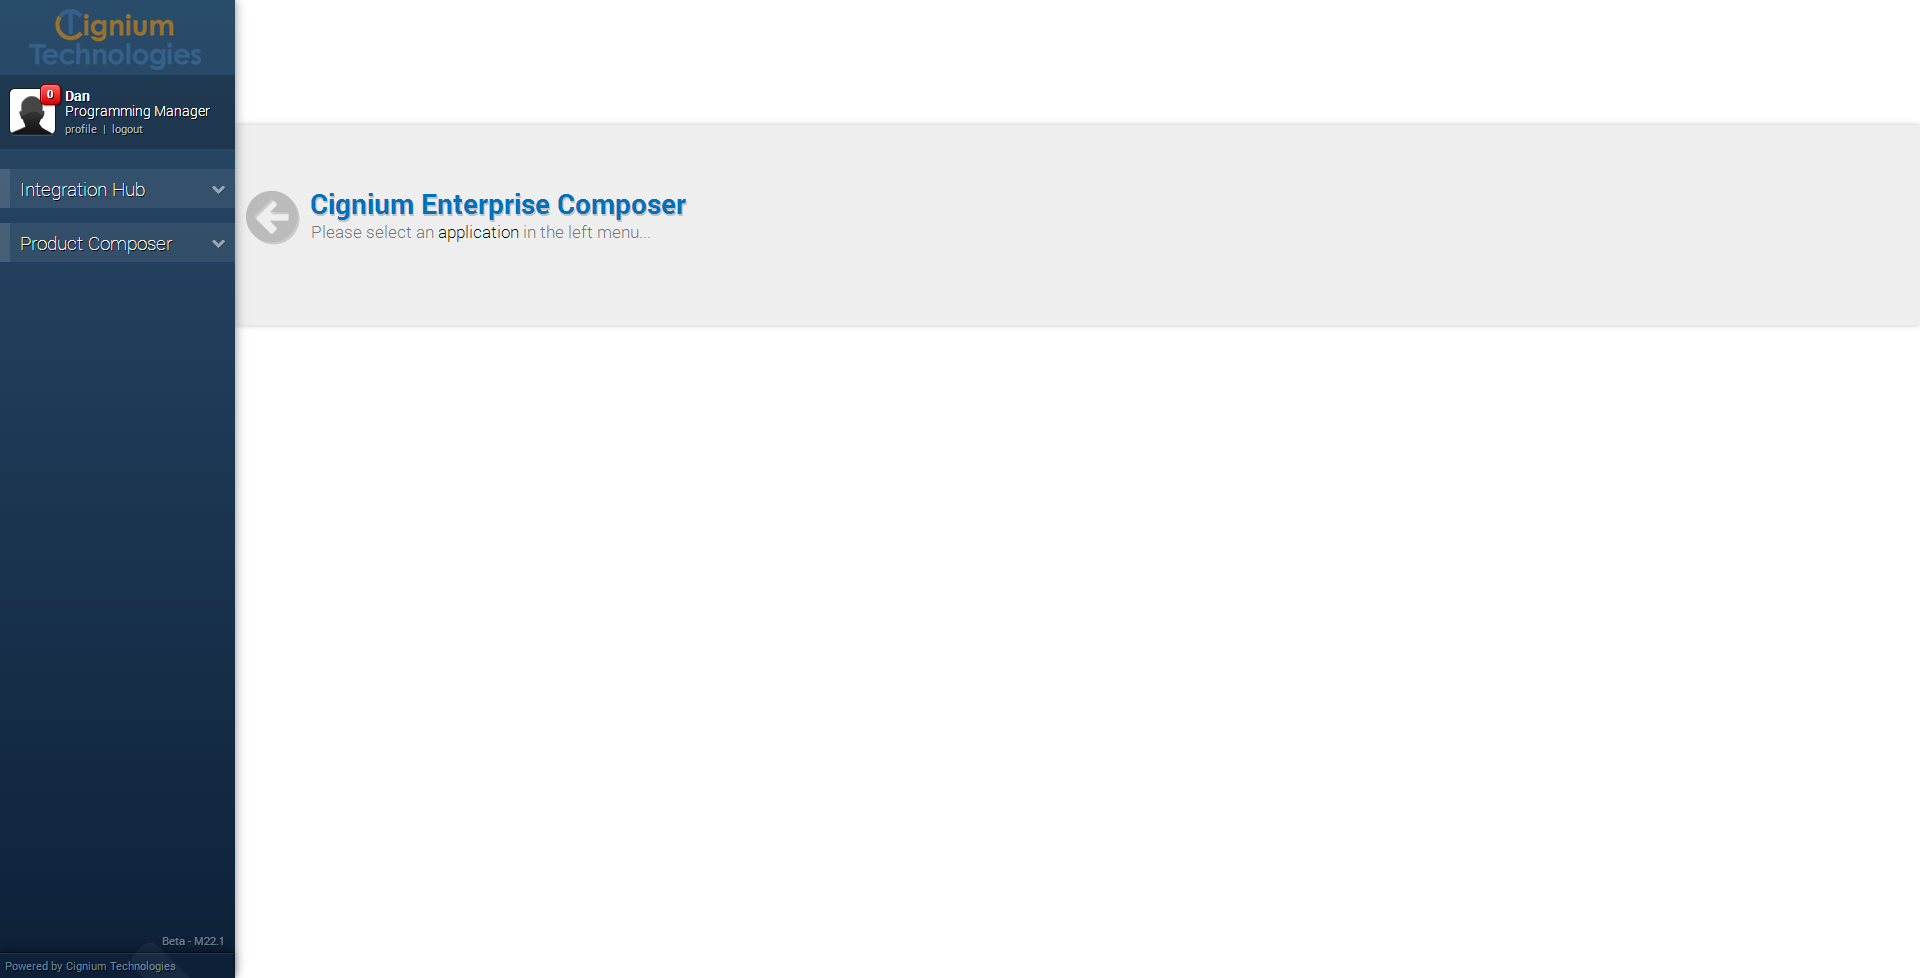 Cignium
Technologies
0
Dan
Programming Manager
profile | logout
Integration Hub
Product Composer
Cignium Enterprise Composer
Please select an application in the left menu...
Beta - M22.1
Powered by Cignium Technologies